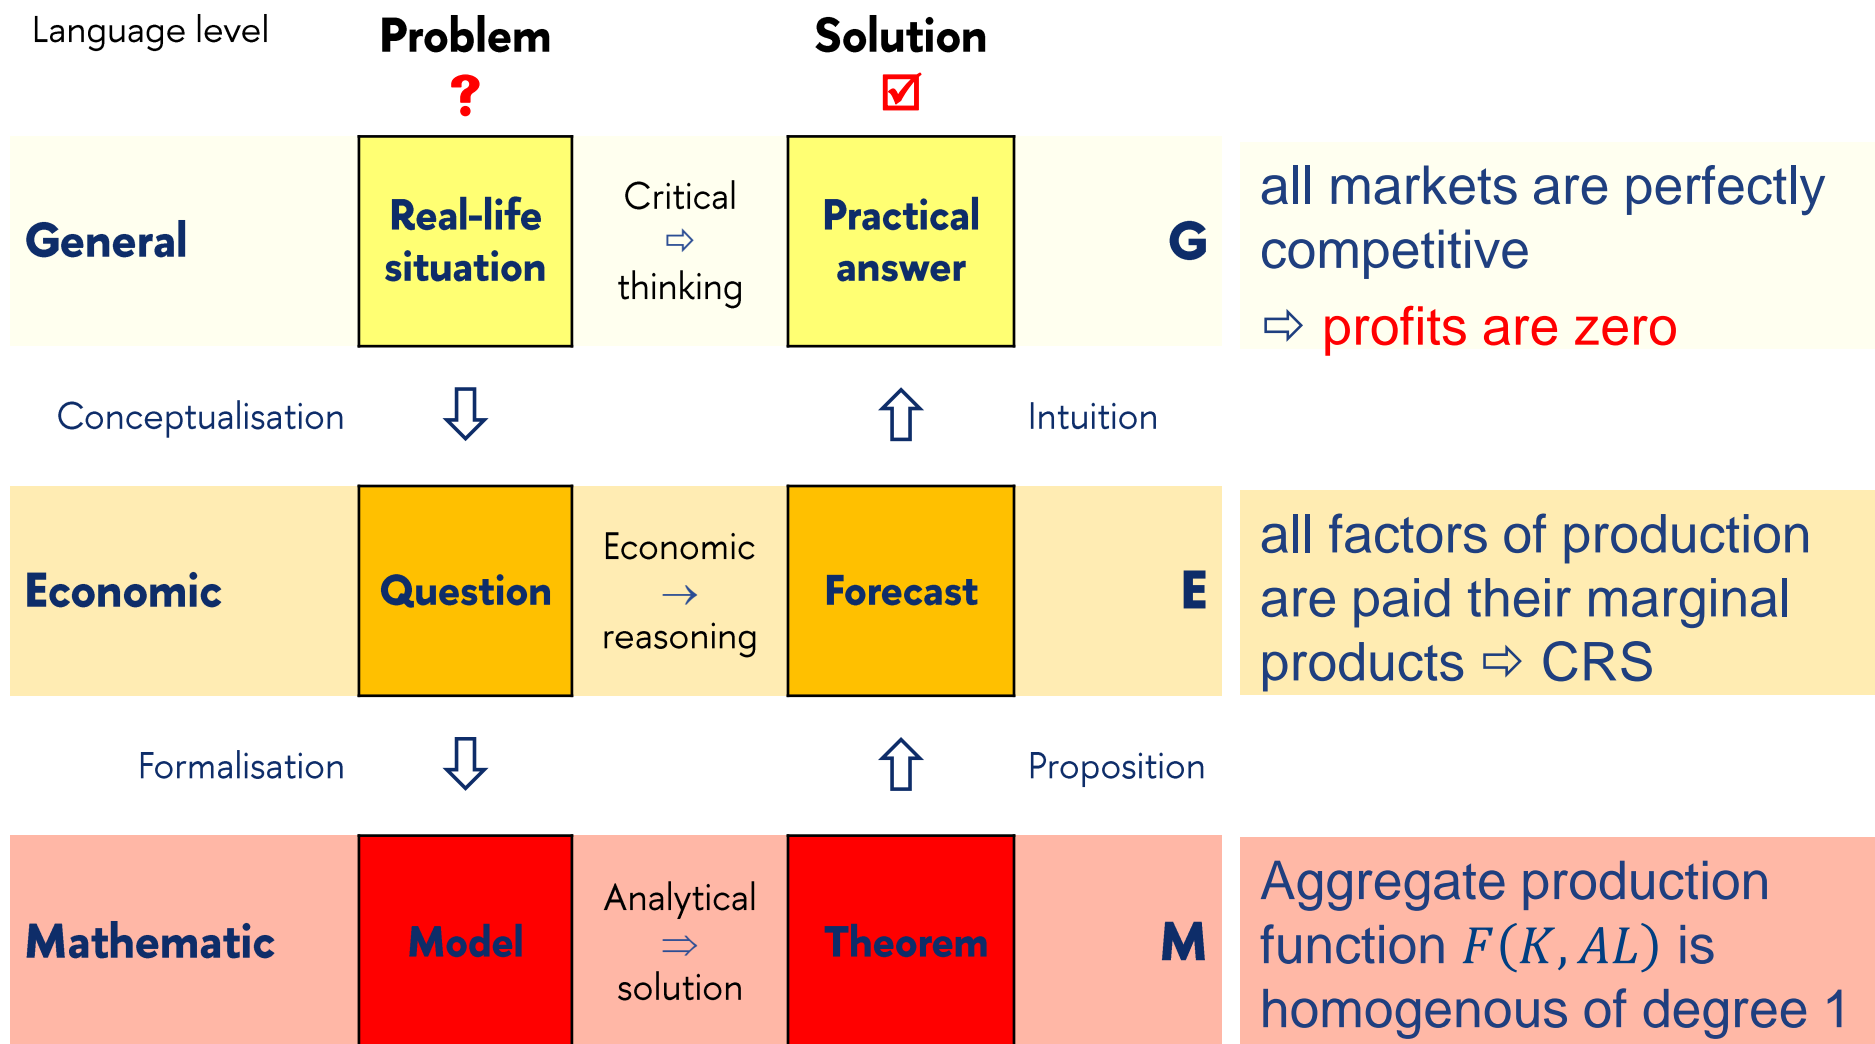 Language level
Problem
Solution
?
☑
General
Real-life
situation
Critical
⇨
thinking
Practical
answer
G
all markets are perfectly
competitive
⇨ profits are zero
Conceptualisation
⇩
⇧
Intuition
Economic
Question
Economic
→
reasoning
Forecast
E
all factors of production
are paid their marginal
products ⇨ CRS
Formalisation
⇩
⇧
Proposition
Mathematic
Model
Analytical
⇒
solution
Theorem
M
Aggregate production
function F(K, AL) is
homogenous of degree 1